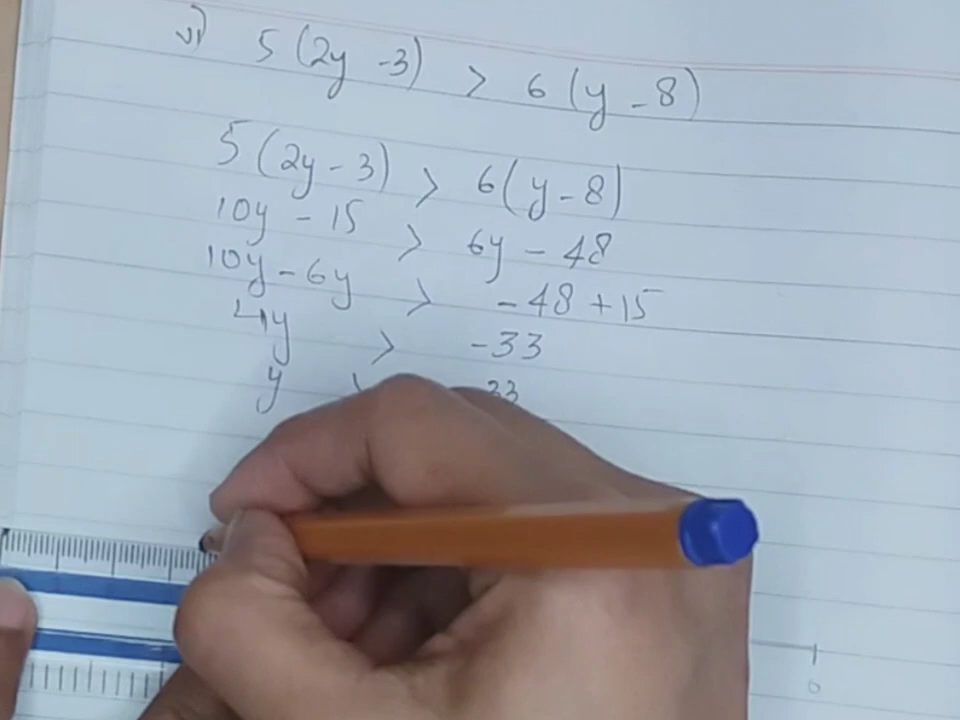 vi) 5(2y -3) > 6(y - 8)
5(2y - 3) > 6(y - 8)
10y - 15 > 6y - 48
10y - 6y > - 48 + 15
4y > -33
y 33
0